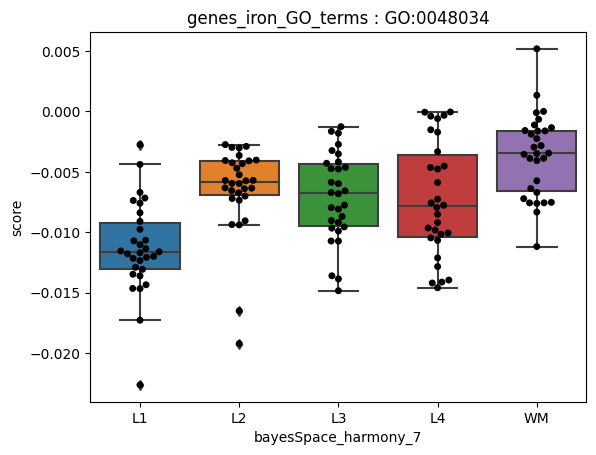 genes_iron_GO_terms : GO:0048034
0.005
0.000
−0.005
−0.010
−0.015
−0.020
score
L1 L2 L3 L4 WM
bayesSpace_harmony_7